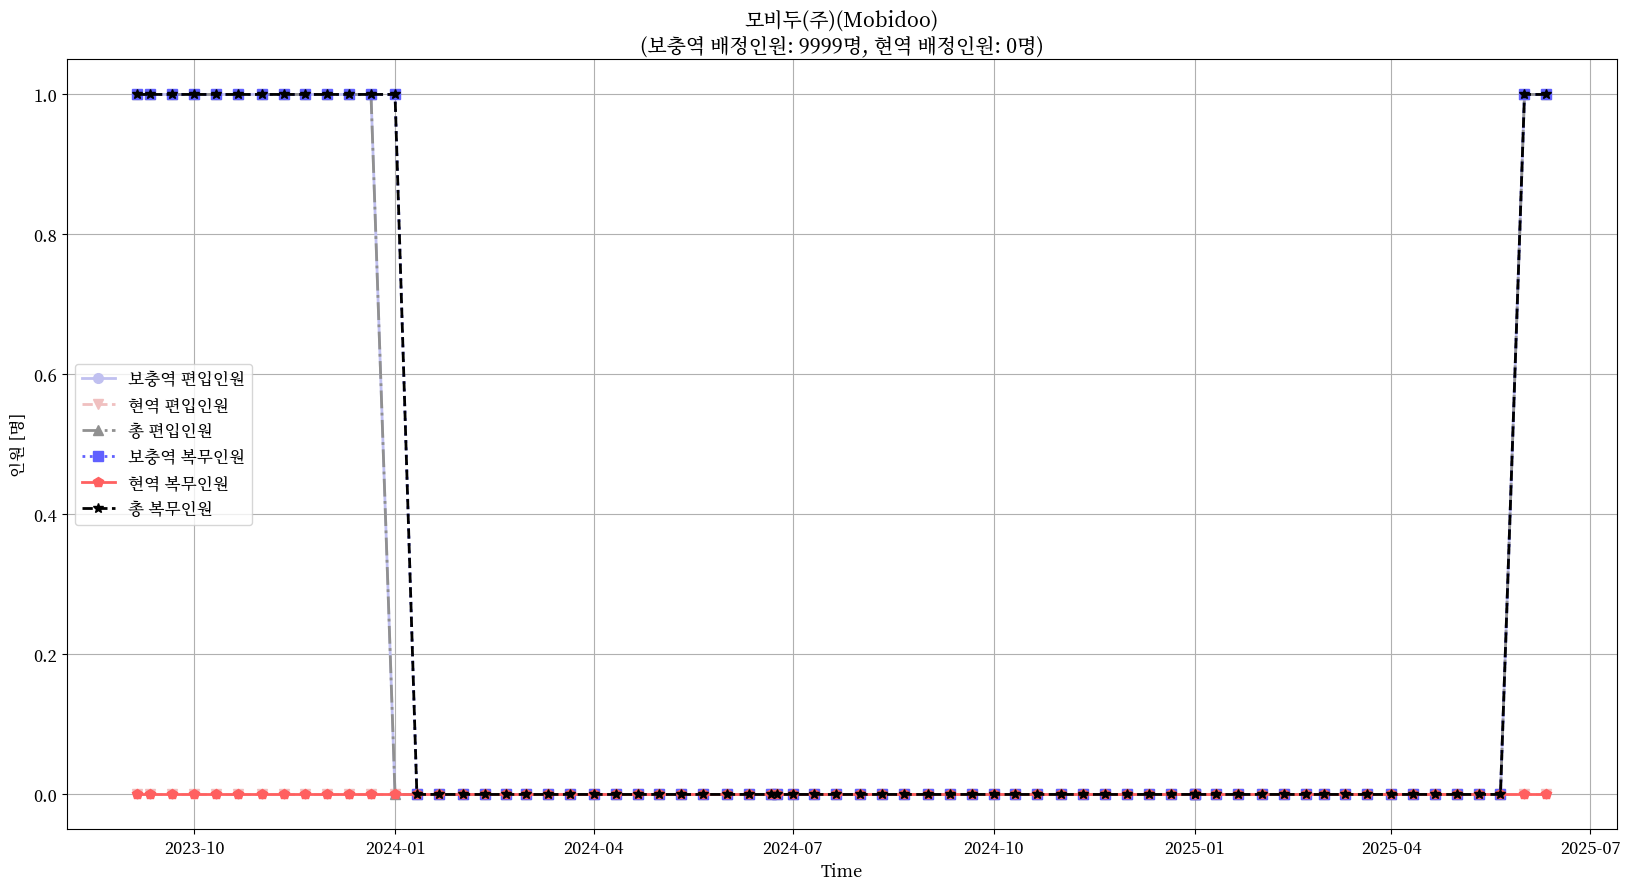 모비두(주)(Mobidoo)
(보충역 배정인원: 9999명, 현역 배정인원: 0명)
인원 [명]
1.0
0.8
0.6
0.4
0.2
0.0
보충역 편입인원
현역 편입인원
총 편입인원
보충역 복무인원
현역 복무인원
총 복무인원
2023-10
2024-01
2024-04
2024-07
2024-10
2025-01
2025-04
2025-07
Time